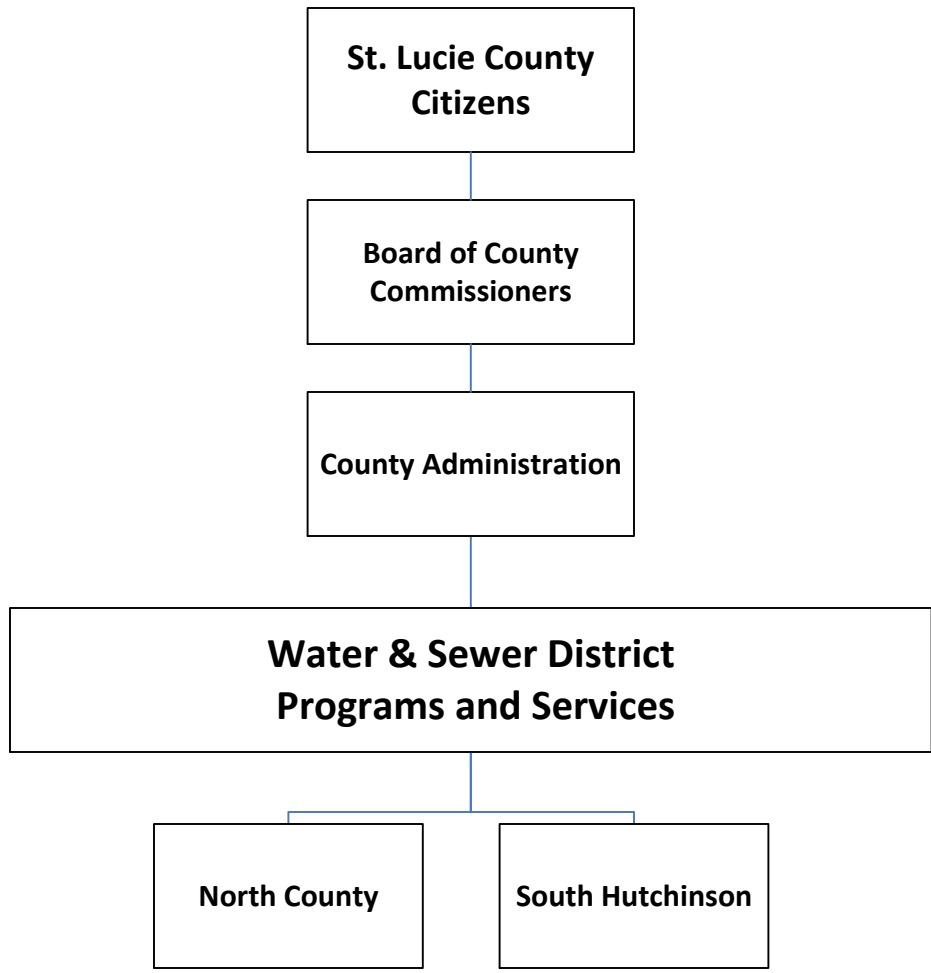 St. Lucie County
Citizens
Board of County
Commissioners
County Administration
Water & Sewer District
Programs and Services
North County
South Hutchinson